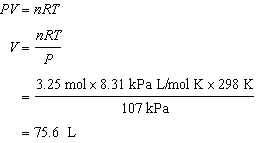 PV = nRT
V = nRT / P
= 3.25 mol × 8.31 kPa L/mol K × 298 K / 107 kPa
= 75.6 L